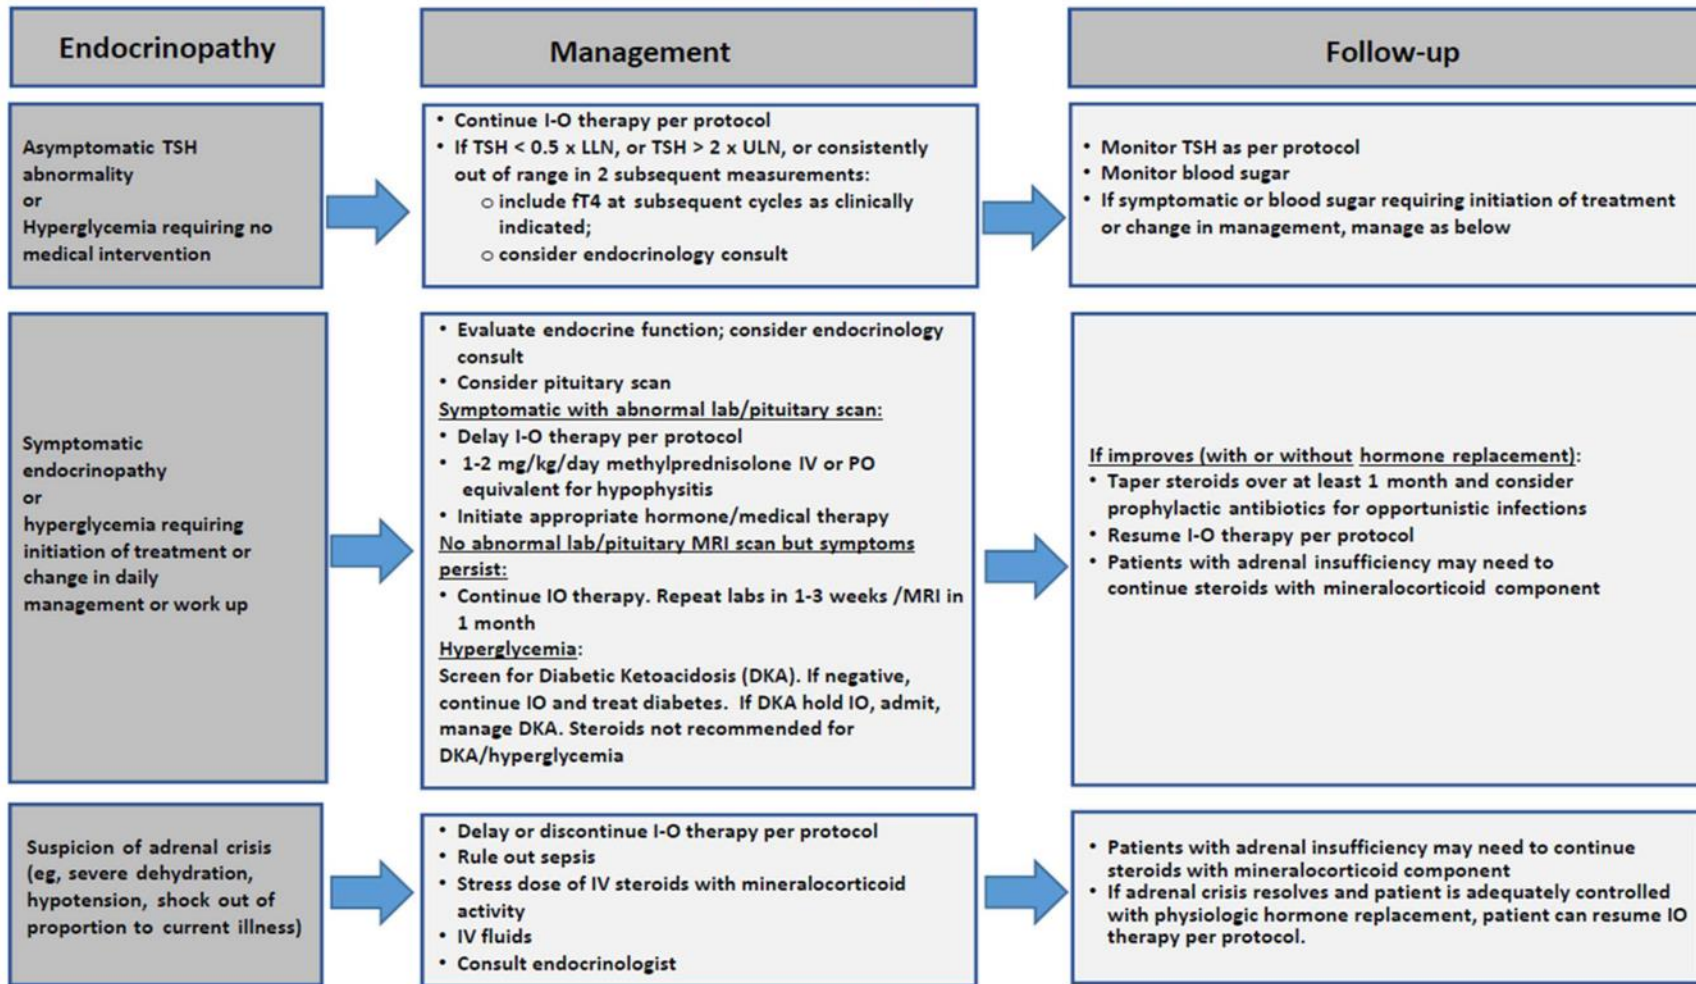 Endocrinopathy
Management
Follow-up
Asymptomatic TSH
abnormality
or
Hyperglycemia requiring no
medical intervention
• Continue I-O therapy per protocol
• If TSH < 0.5 x LLN, or TSH > 2 x ULN, or consistently
out of range in 2 subsequent measurements:
o include fT4 at subsequent cycles as clinically
indicated;
o consider endocrinology consult
• Monitor TSH as per protocol
• Monitor blood sugar
• If symptomatic or blood sugar requiring initiation of treatment
or change in management, manage as below
Symptomatic
endocrinopathy
or
hyperglycemia requiring
initiation of treatment or
change in daily
management or work up
• Evaluate endocrine function; consider endocrinology
consult
• Consider pituitary scan
Symptomatic with abnormal lab/pituitary scan:
• Delay I-O therapy per protocol
• 1-2 mg/kg/day methylprednisolone IV or PO
equivalent for hypophysitis
• Initiate appropriate hormone/medical therapy
No abnormal lab/pituitary MRI scan but symptoms
persist:
• Continue IO therapy. Repeat labs in 1-3 weeks /MRI in
1 month
Hyperglycemia:
Screen for Diabetic Ketoacidosis (DKA). If negative,
continue IO and treat diabetes. If DKA hold IO, admit,
manage DKA. Steroids not recommended for
DKA/hyperglycemia
If improves (with or without hormone replacement):
• Taper steroids over at least 1 month and consider
prophylactic antibiotics for opportunistic infections
• Resume I-O therapy per protocol
• Patients with adrenal insufficiency may need to
continue steroids with mineralocorticoid component
Suspicion of adrenal crisis
(eg, severe dehydration,
hypotension, shock out of
proportion to current illness)
• Delay or discontinue I-O therapy per protocol
• Rule out sepsis
• Stress dose of IV steroids with mineralocorticoid
activity
• IV fluids
• Consult endocrinologist
• Patients with adrenal insufficiency may need to continue
steroids with mineralocorticoid component
• If adrenal crisis resolves and patient is adequately controlled
with physiologic hormone replacement, patient can resume IO
therapy per protocol.